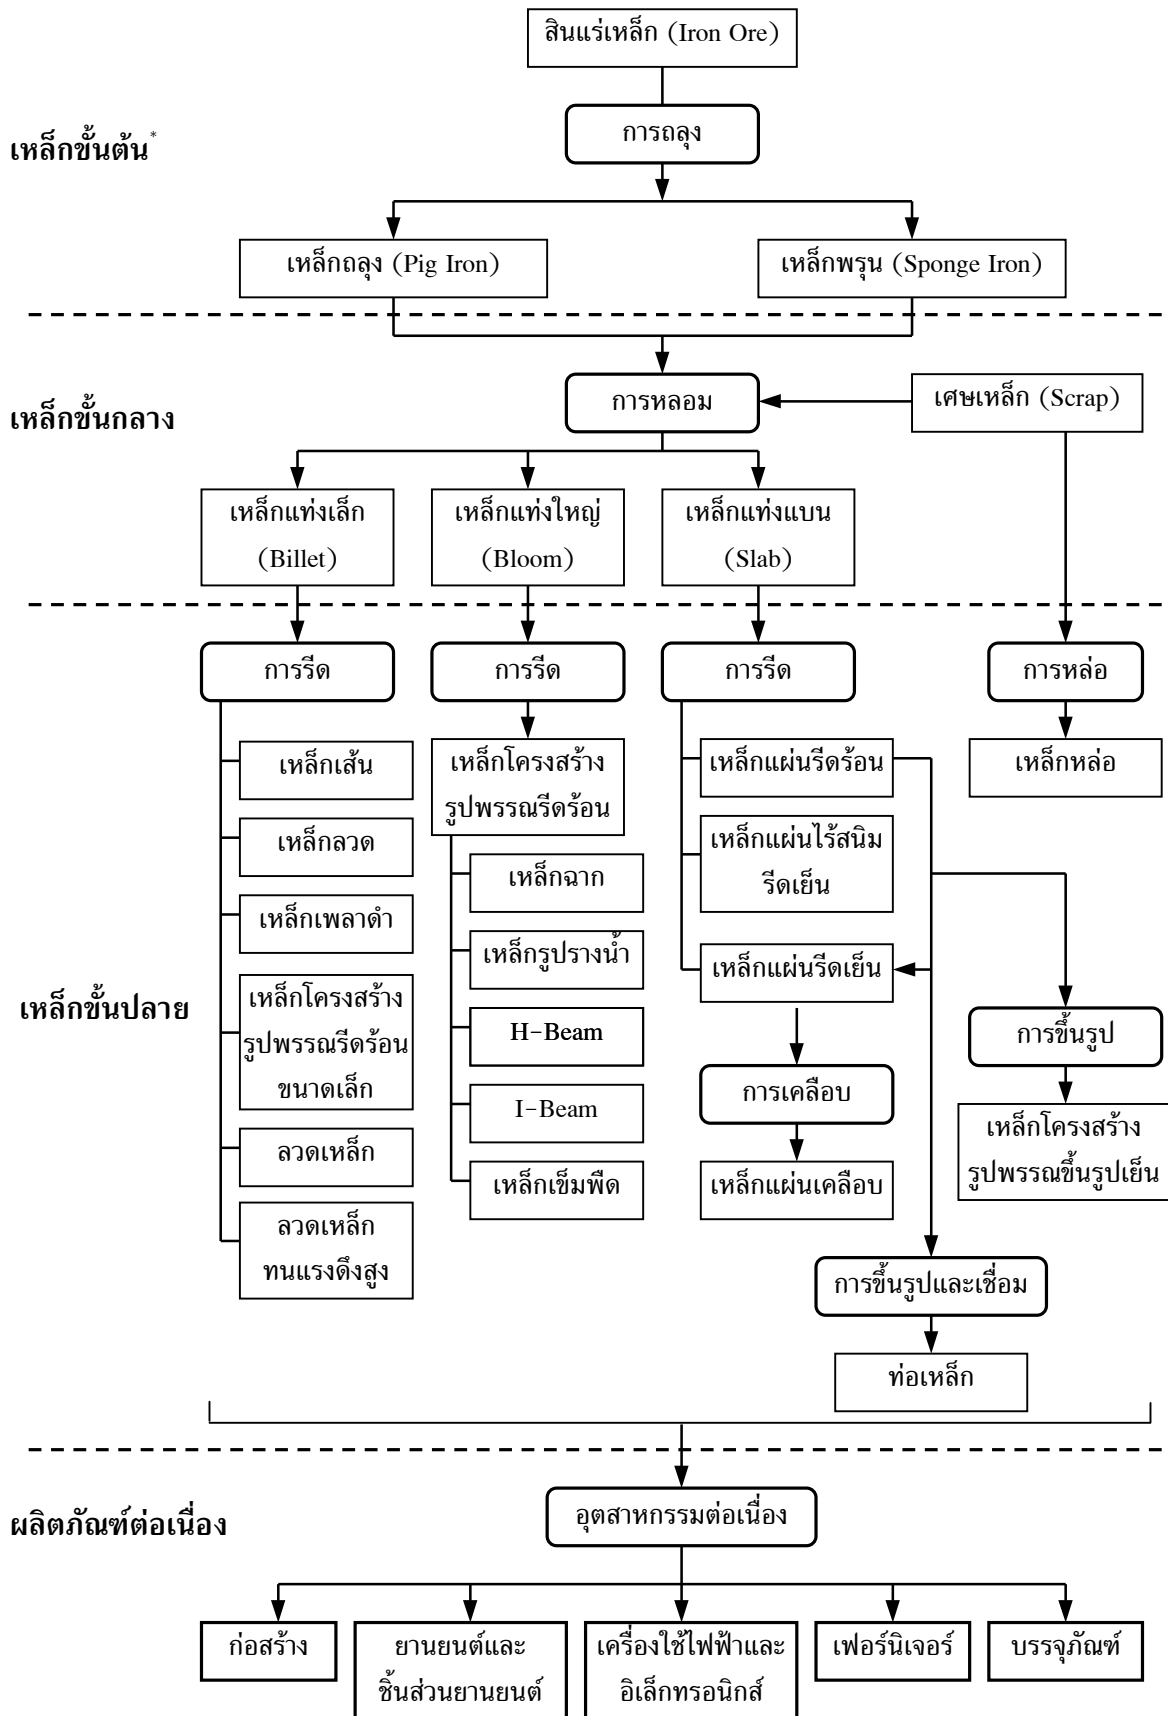 สินแร่เหล็ก (Iron Ore)
การถลุง
เหล็กขั้นต้น*
เหล็กถลุง (Pig Iron)
เหล็กพรุน (Sponge Iron)
การหลอม
เศษเหล็ก (Scrap)
เหล็กขั้นกลาง
เหล็กแท่งเล็ก
(Billet)
เหล็กแท่งใหญ่
(Bloom)
เหล็กแท่งแบน
(Slab)
การรีด
การรีด
การรีด
การหล่อ
เหล็กเส้น
เหล็กลวด
เหล็กเพลาดำ
เหล็กโครงสร้าง
รูปพรรณรีดร้อน
ขนาดเล็ก
ลวดเหล็ก
ลวดเหล็ก
ทนแรงดึงสูง
เหล็กโครงสร้าง
รูปพรรณรีดร้อน
เหล็กฉาก
เหล็กรูปรางน้ำ
H-Beam
I-Beam
เหล็กเข็มพืด
เหล็กแผ่นรีดร้อน
เหล็กแผ่นไร้สนิม
รีดเย็น
เหล็กแผ่นรีดเย็น
การเคลือบ
เหล็กแผ่นเคลือบ
เหล็กหล่อ
เหล็กขั้นปลาย
การขึ้นรูป
เหล็กโครงสร้าง
รูปพรรณขึ้นรูปเย็น
การขึ้นรูปและเชื่อม
ท่อเหล็ก
ผลิตภัณฑ์ต่อเนื่อง
อุตสาหกรรมต่อเนื่อง
ก่อสร้าง
ยานยนต์และ
ชิ้นส่วนยานยนต์
เครื่องใช้ไฟฟ้าและ
อิเล็กทรอนิกส์
เฟอร์นิเจอร์
บรรจุภัณฑ์